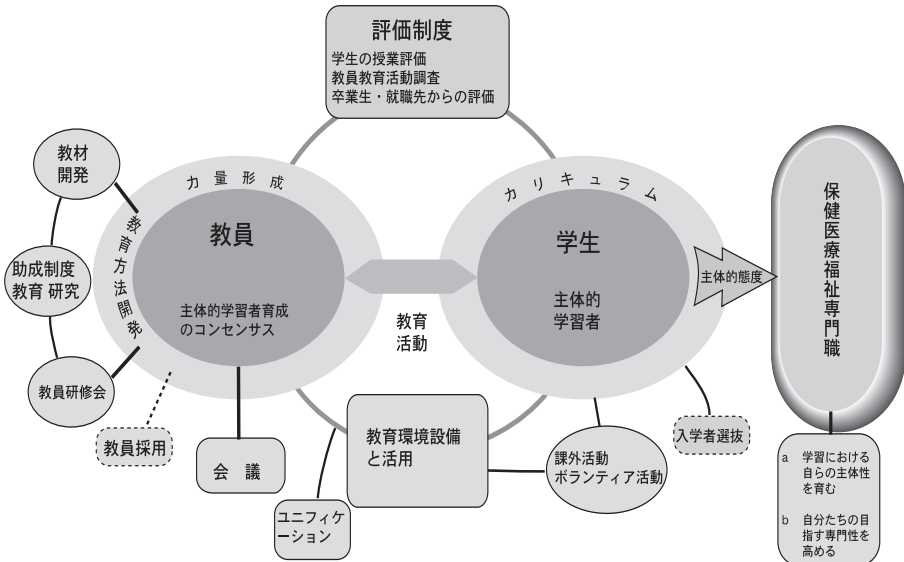 評価制度
学生の授業評価
教員教育活動調査
卒業生・就職先からの評価
教材
開発
助成制度
教育 研究
教員研修会
教育方法開発
力量形成
教員
主体的学習者育成
のコンセンサス
教育
活動
カリキュラム
学生
主体的
学習者
主体的態度
保健医療福祉専門職
教員採用
会 議
ユニフィケ
ーション
教育環境設備
と活用
課外活動
ボランティア活動
入学者選抜
a 学習における
自らの主体性
を育む
b 自分たちの目
指す専門性を
高める